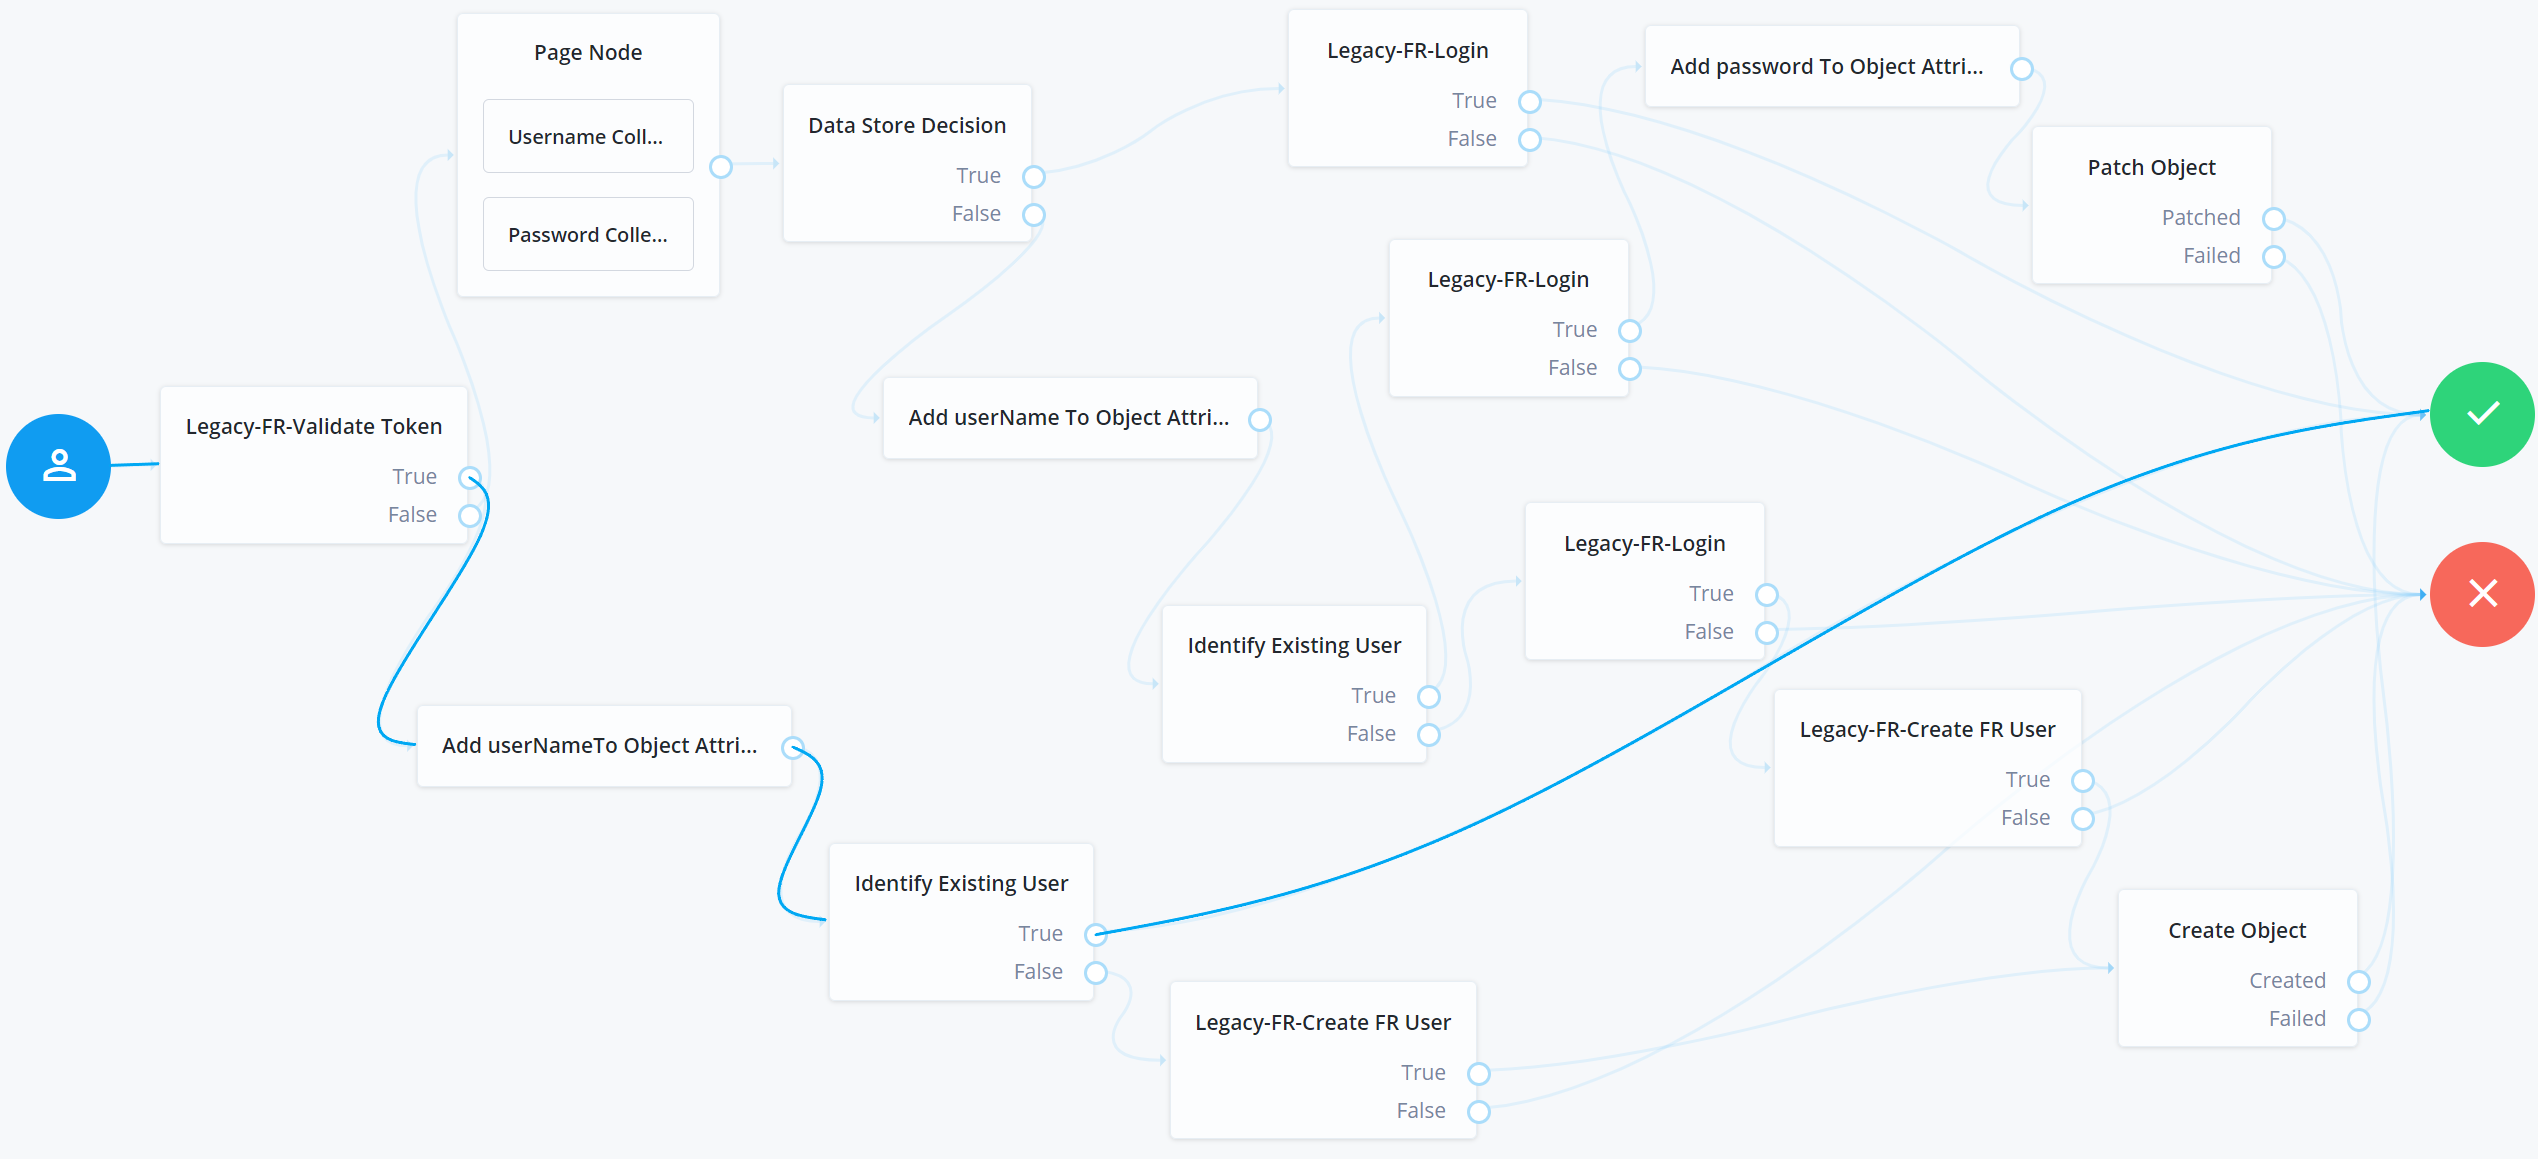 Page Node
Username Coll...
Password Colle...
Data Store Decision
True
False
Legacy-FR-Login
True
False
Add password To Object Attri...
Patch Object
Patched
Failed
Legacy-FR-Login
True
False
Legacy-FR-Validate Token
True
False
Add userName To Object Attri...
Legacy-FR-Login
True
False
Identify Existing User
True
False
Add userNameTo Object Attri...
Legacy-FR-Create FR User
True
False
Identify Existing User
True
False
Create Object
Created
Failed
Legacy-FR-Create FR User
True
False